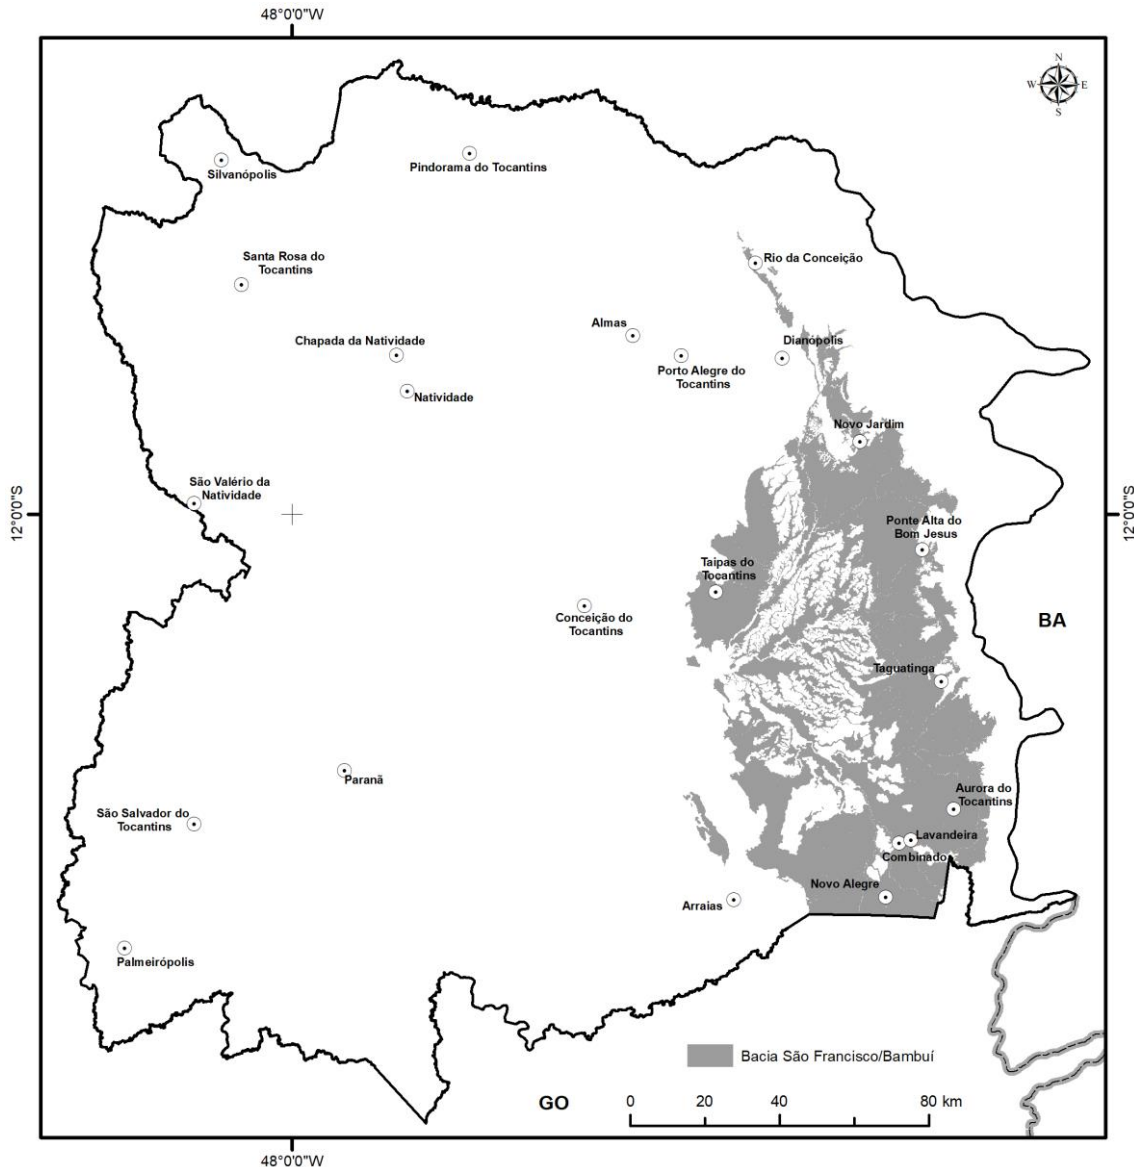 48°0'0"W
N
W
E
S
Silvanópolis
Pindorama do Tocantins
Santa Rosa do
Tocantins
Rio da Conceição
Almas
Chapada da Natividade
Dianópolis
Porto Alegre do
Tocantins
Natividade
Novo Jardim
São Valério da
Natividade
12°0'0"S
12°0'0"S
Ponte Alta do
Bom Jesus
Taipas do
Tocantins
Conceição do
Tocantins
BA
Taguatinga
Paranã
Aurora do
Tocantins
São Salvador do
Tocantins
Lavandeira
Combinado
Novo Alegre
Arraias
Palmeirópolis
Bacia São Francisco/Bambuí
GO
0 20 40 80 km
48°0'0"W